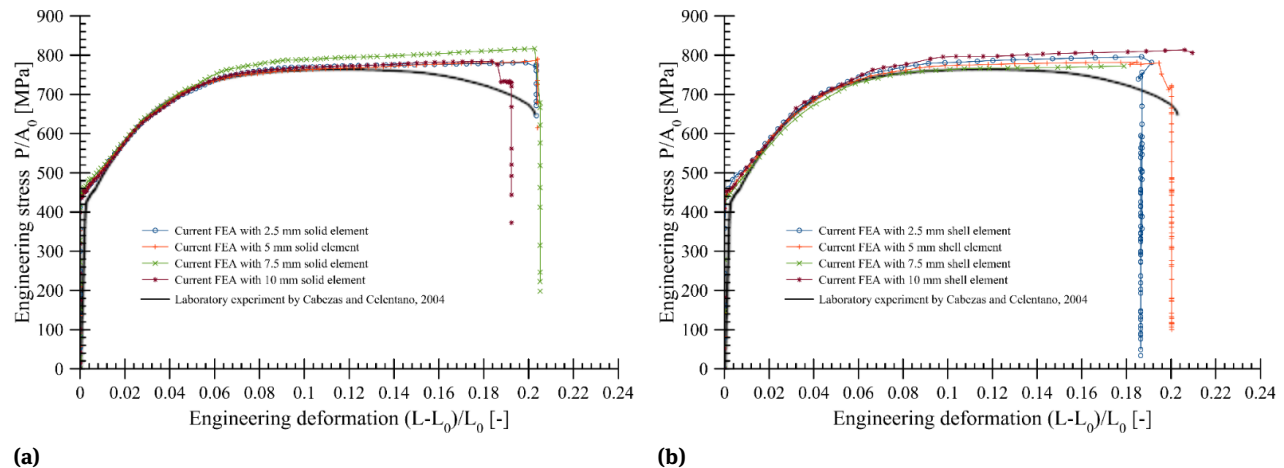 900
800
700
600
500
400
300
200
100
0
Engineering stress P/A0 [MPa]
Current FEA with 2.5 mm solid element
Current FEA with 5 mm solid element
Current FEA with 7.5 mm solid element
Current FEA with 10 mm solid element
Laboratory experiment by Cabezas and Celentano, 2004
0 0.02 0.04 0.06 0.08 0.1 0.12 0.14 0.16 0.18 0.2 0.22 0.24
Engineering deformation (L-L0)/L0 [-]
(a)
900
800
700
600
500
400
300
200
100
0
Engineering stress P/A0 [MPa]
Current FEA with 2.5 mm shell element
Current FEA with 5 mm shell element
Current FEA with 7.5 mm shell element
Current FEA with 10 mm shell element
Laboratory experiment by Cabezas and Celentano, 2004
0 0.02 0.04 0.06 0.08 0.1 0.12 0.14 0.16 0.18 0.2 0.22 0.24
Engineering deformation (L-L0)/L0 [-]
(b)